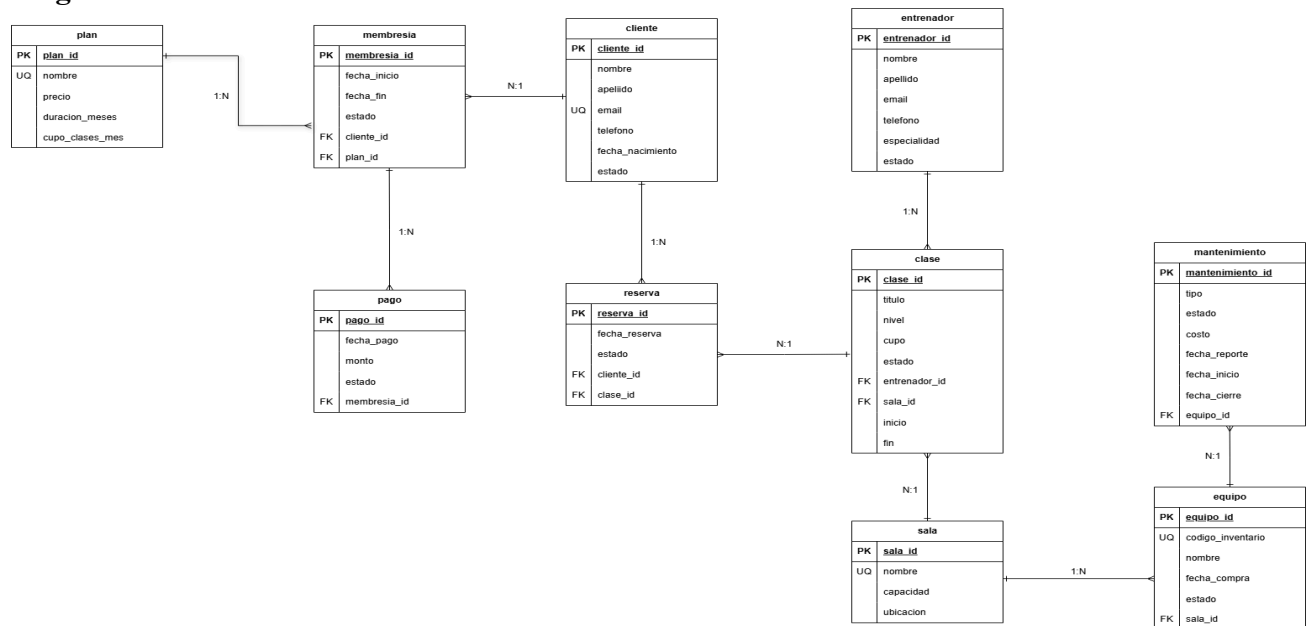 plan
PK plan_id
UQ nombre
precio
duracion_meses
cupo_clases_mes
1:N
membresia
PK membresia_id
fecha_inicio
fecha_fin
estado
FK cliente_id
FK plan_id
N:1
cliente
PK cliente_id
nombre
apeliido
UQ email
telefono
fecha_nacimiento
estado
entrenador
PK entrenador_id
nombre
apellido
email
telefono
especialidad
estado
1:N
1:N
1:N
pago
PK pago_id
fecha_pago
monto
estado
FK membresia_id
reserva
PK reserva_id
fecha_reserva
estado
FK cliente_id
FK clase_id
N:1
clase
PK clase_id
titulo
nivel
cupo
estado
FK entrenador_id
FK sala_id
inicio
fin
mantenimiento
PK mantenimiento_id
tipo
estado
costo
fecha_reporte
fecha_inicio
fecha_cierre
FK equipo_id
N:1
N:1
sala
PK sala_id
UQ nombre
capacidad
ubicacion
1:N
equipo
PK equipo_id
UQ codigo_inventario
nombre
fecha_compra
estado
FK sala_id